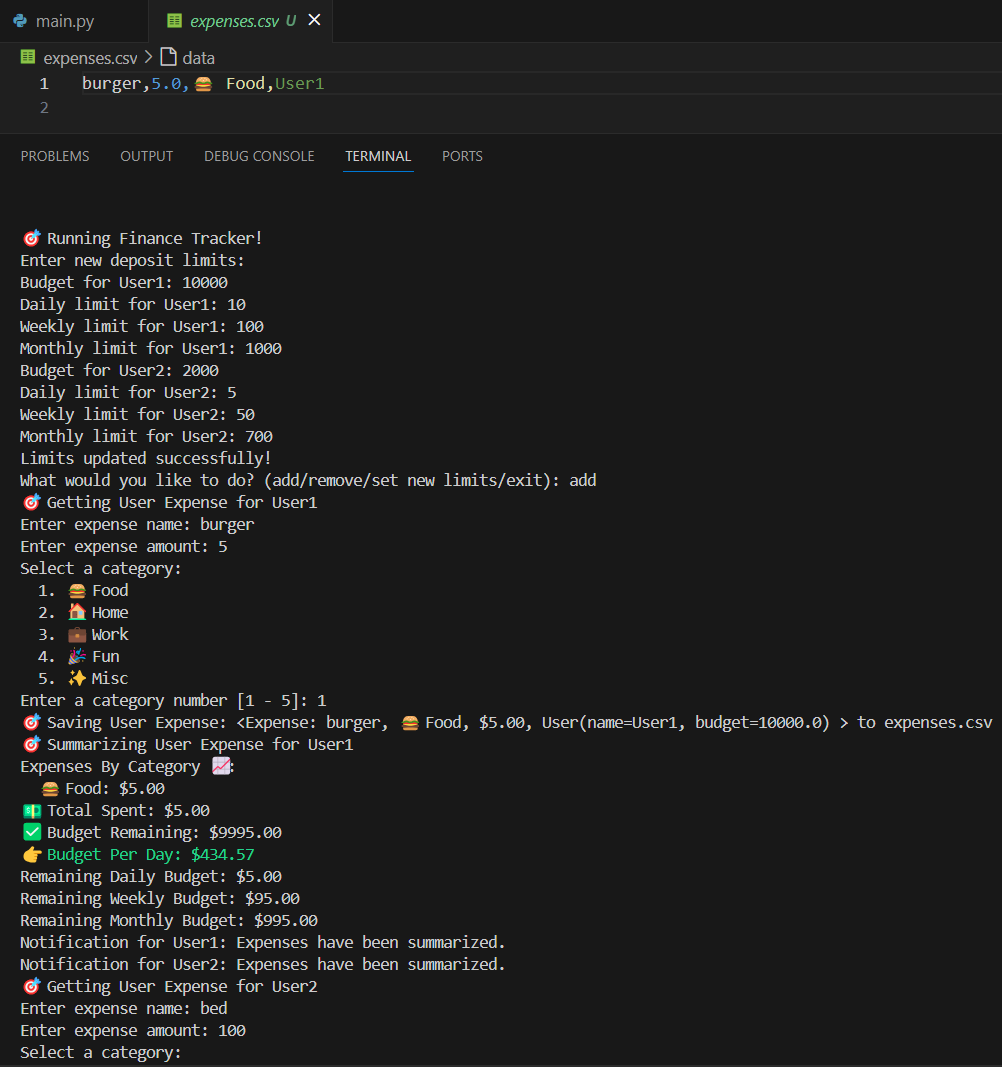 main.py expenses.csv U
expenses.csv > data
1 burger,5.0,🍔 Food,User1
2
PROBLEMS OUTPUT DEBUG CONSOLE TERMINAL PORTS
🎯 Running Finance Tracker!
Enter new deposit limits:
Budget for User1: 10000
Daily limit for User1: 10
Weekly limit for User1: 100
Monthly limit for User1: 1000
Budget for User2: 2000
Daily limit for User2: 5
Weekly limit for User2: 50
Monthly limit for User2: 700
Limits updated successfully!
What would you like to do? (add/remove/set new limits/exit): add
🎯 Getting User Expense for User1
Enter expense name: burger
Enter expense amount: 5
Select a category:
1. 🍔 Food
2. 🏠 Home
3. 💼 Work
4. 🎉 Fun
5. ✨ Misc
Enter a category number [1 - 5]: 1
🎯 Saving User Expense: <Expense: burger, 🍔 Food, $5.00, User(name=User1, budget=10000.0) > to expenses.csv
🎯 Summarizing User Expense for User1
Expenses By Category 📈:
🍔 Food: $5.00
💵 Total Spent: $5.00
✅ Budget Remaining: $9995.00
👉 Budget Per Day: $434.57
Remaining Daily Budget: $5.00
Remaining Weekly Budget: $95.00
Remaining Monthly Budget: $995.00
Notification for User1: Expenses have been summarized.
Notification for User2: Expenses have been summarized.
🎯 Getting User Expense for User2
Enter expense name: bed
Enter expense amount: 100
Select a category: